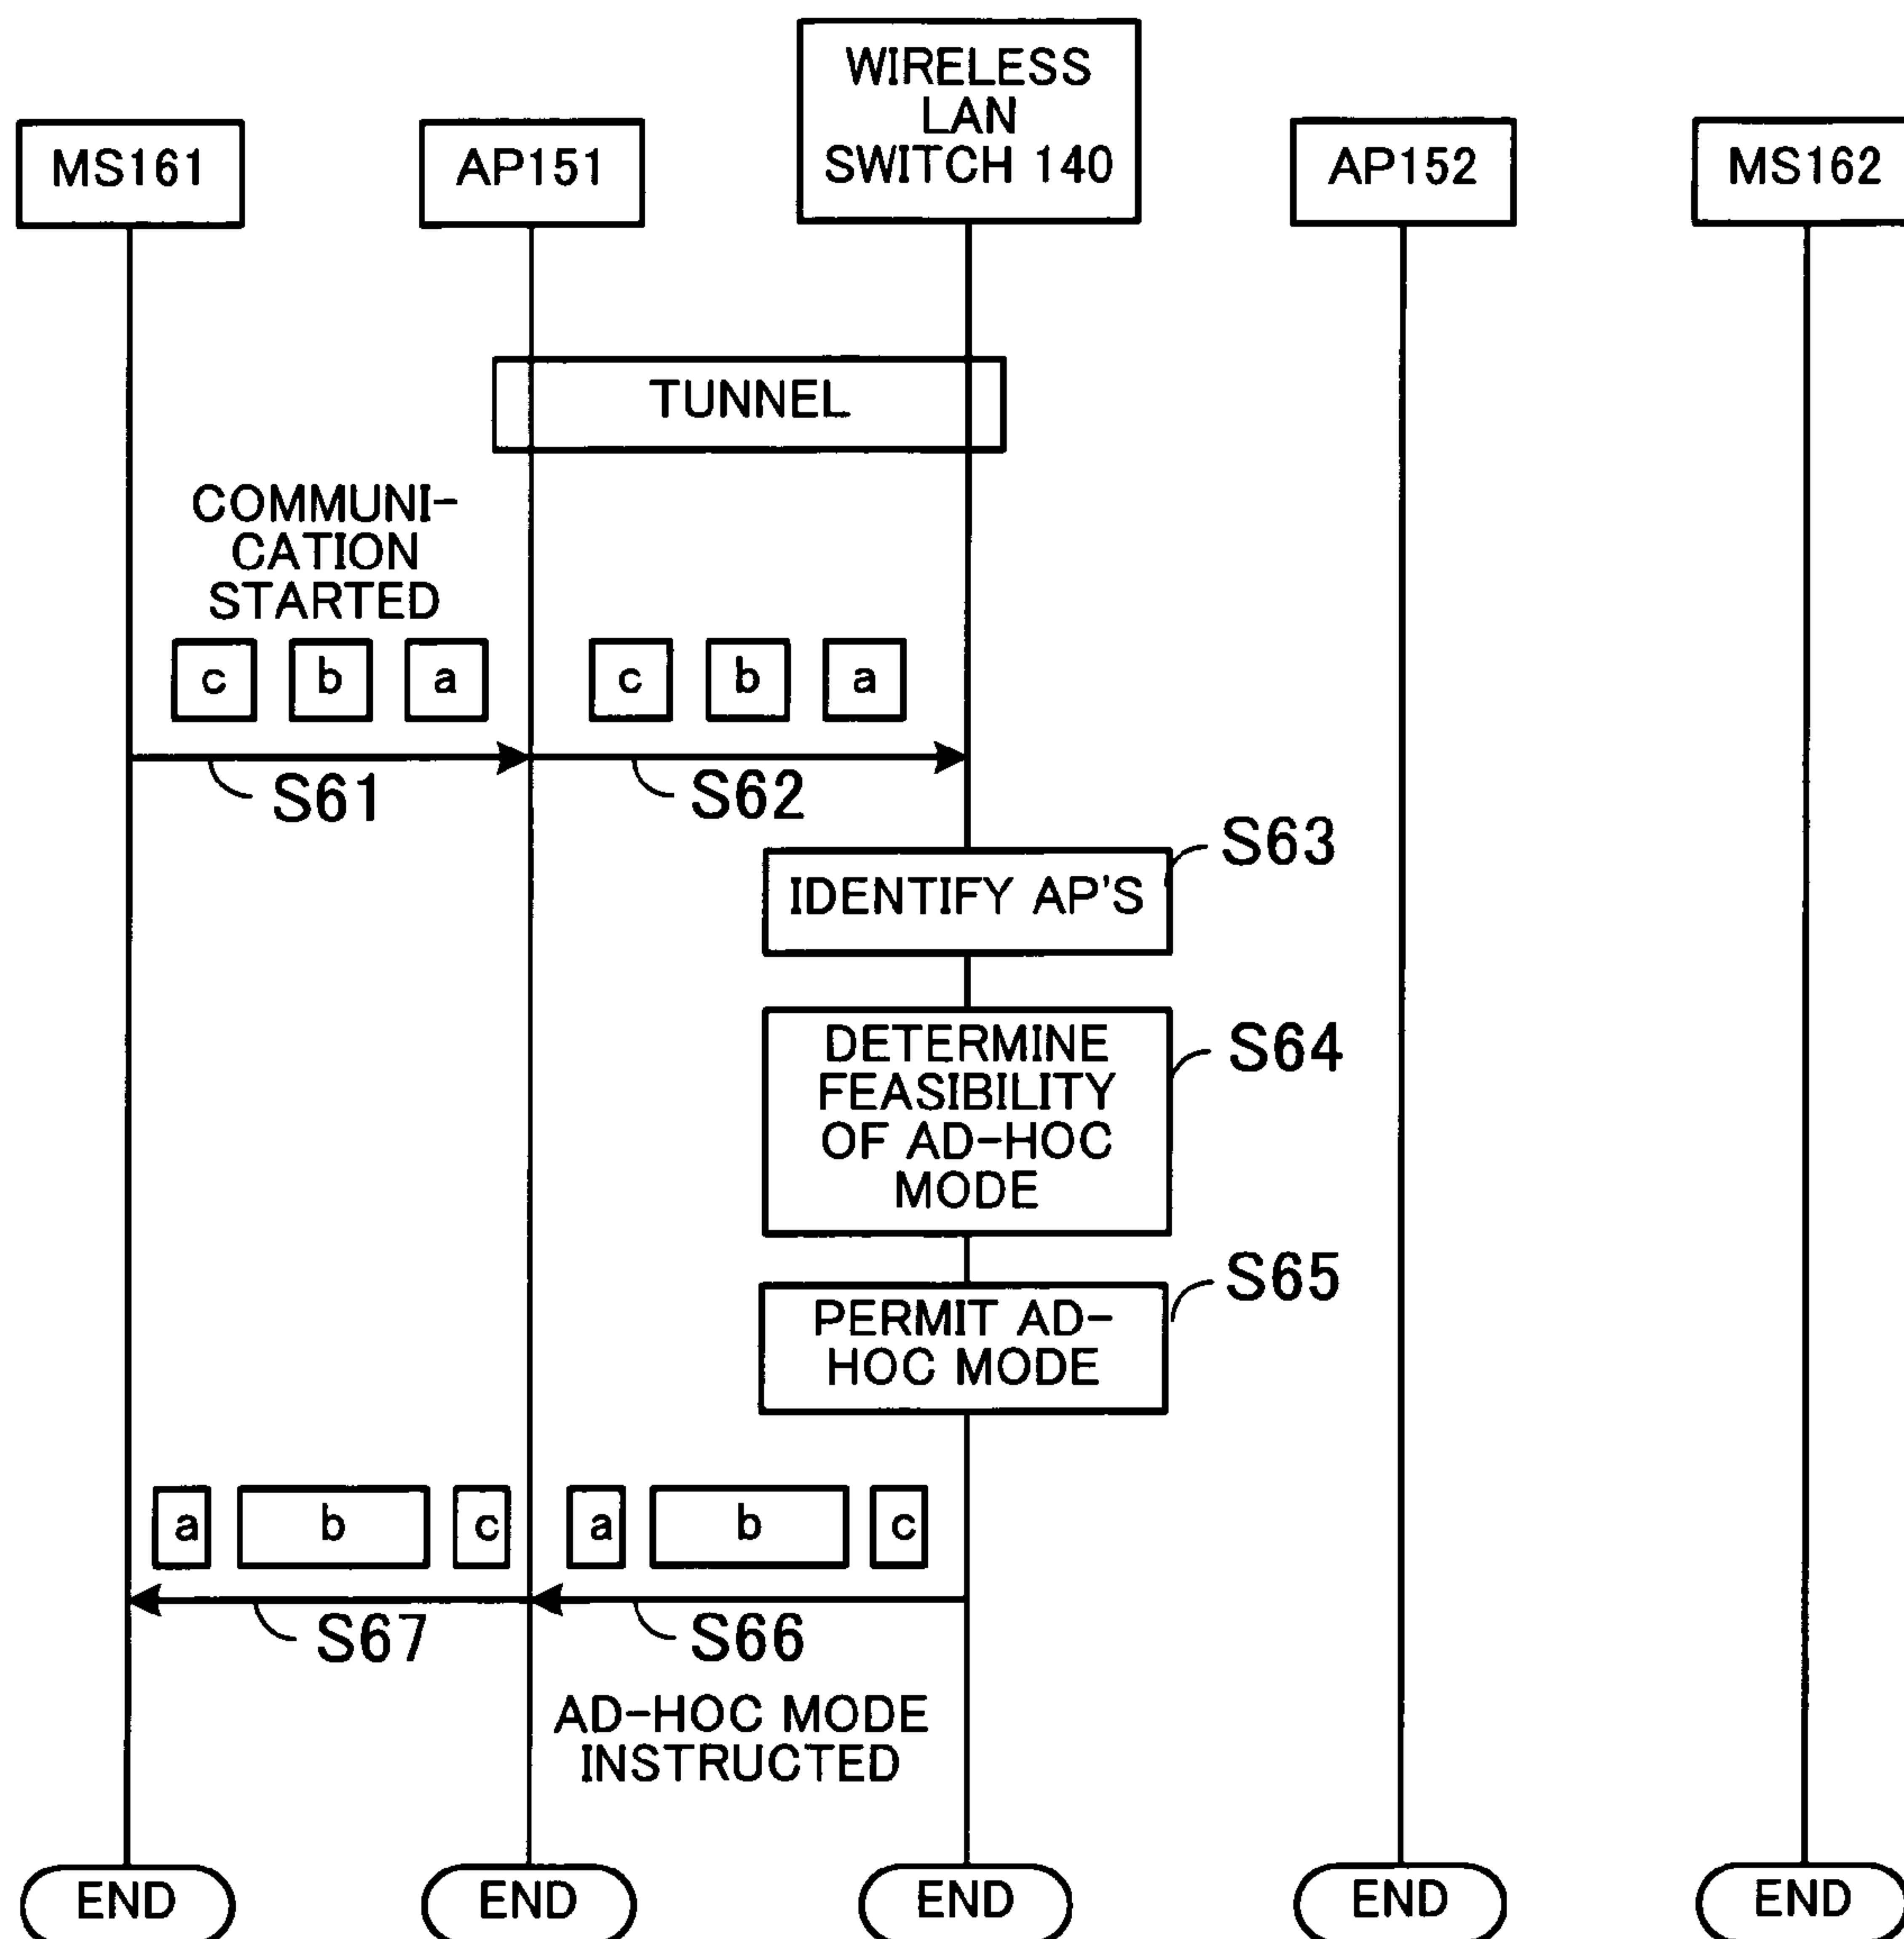 MS161
AP151
WIRELESS
LAN
SWITCH 140
AP152
MS162
TUNNEL
COMMUNI-
CATION
STARTED
c b a c b a
S61 S62
S63
IDENTIFY AP'S
DETERMINE
FEASIBILITY
OF AD-HOC
MODE
S64
S65
PERMIT AD-
HOC MODE
a b c a b c
S67 S66
AD-HOC MODE
INSTRUCTED
END END END END END